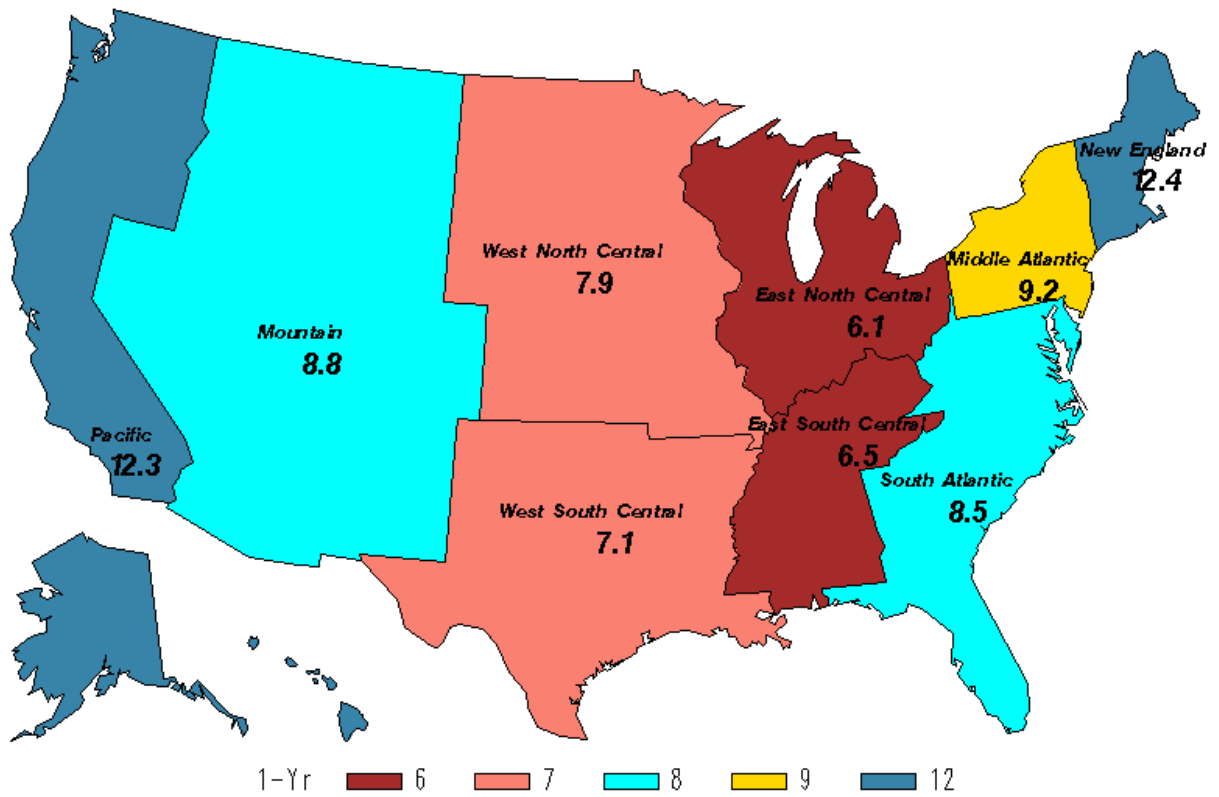 New England
12.4
West North Central
7.9
Middle Atlantic
9.2
East North Central
6.1
Mountain
8.8
Pacific
12.3
East South Central
6.5
South Atlantic
8.5
West South Central
7.1
1-Yr 6 7 8 9 12